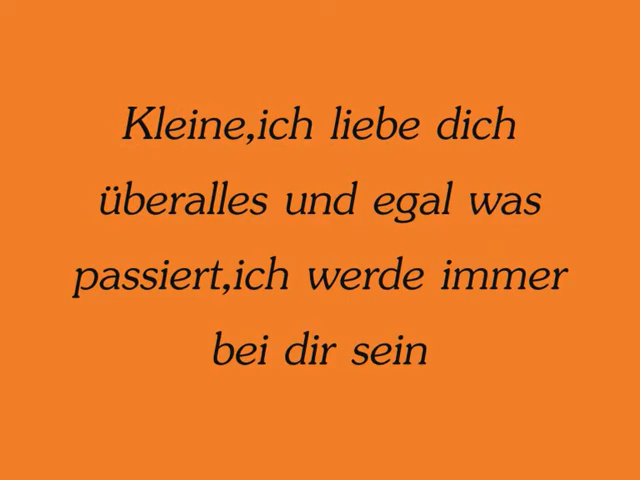 Kleine,ich liebe dich
überalles und egal was
passiert,ich werde immer
bei dir sein